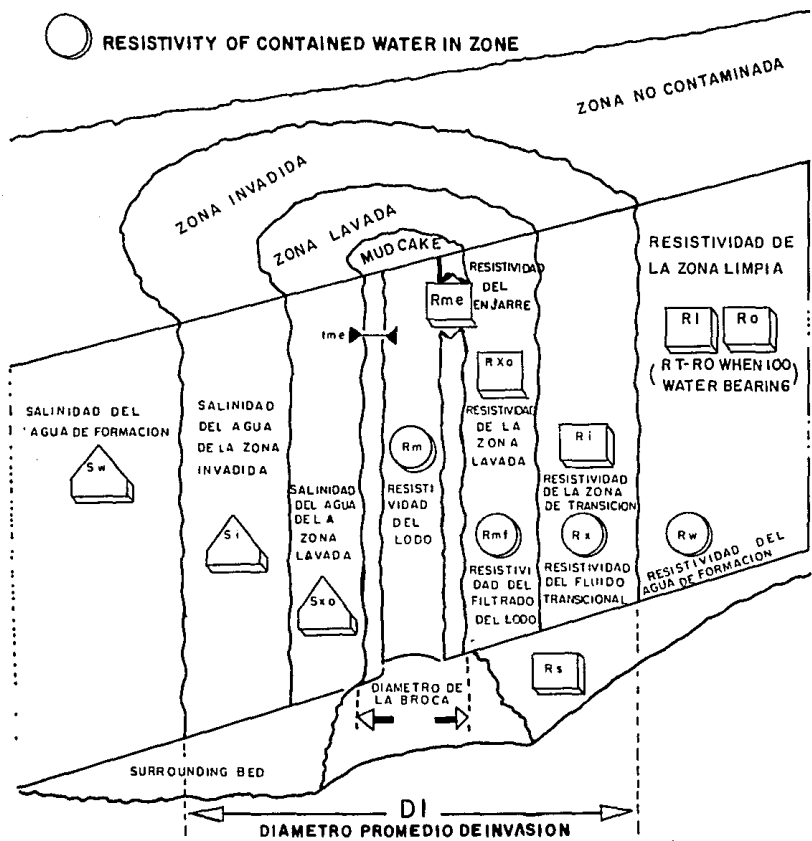 RESISTIVITY OF CONTAINED WATER IN ZONE
ZONA NO CONTAMINADA
ZONA INVADIDA
ZONA LAVADA
MUDCAKE
RESISTIVIDAD
DEL
ENJARRE
Rme
tme
RESISTIVIDAD DE
LA ZONA LIMPIA
RI
Ro
(RT-RO WHEN 100
WATER BEARING)
RXo
RESISTIVIDAD
DE LA
ZONA
LAVADA
SALINIDAD DEL
AGUA DE FORMACION
Sw
SALINIDAD
DEL AGUA
DE LA ZONA
INVADIDA
Si
SALINIDAD
DEL AGUA
DEL A
ZONA
LAVADA
Sxo
Rm
RESISTI
VIDAD
DEL
LODO
Ri
RESISTIVIDAD
DE LA ZONA
DE TRANSICION
Rmf
RESISTIVI
DAD DEL
FILTRADO
DEL LODO
Rx
RESISTIVIDAD
DEL FLUIDO
TRANSICIONAL
Rw
RESISTIVIDAD DEL
AGUA DE FORMACION
Rs
DIAMETRO DE
LA BROCA
SURROUNDING BED
DI
DIAMETRO PROMEDIO DE INVASION